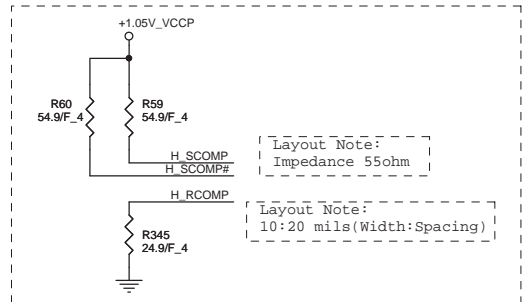 +1.05V_VCCP
R60
54.9/F_4
R59
54.9/F_4
H_SCOMP
H_SCOMP#
Layout Note:
Impedance 55ohm
H_RCOMP
Layout Note:
10:20 mils(Width:Spacing)
R345
24.9/F_4